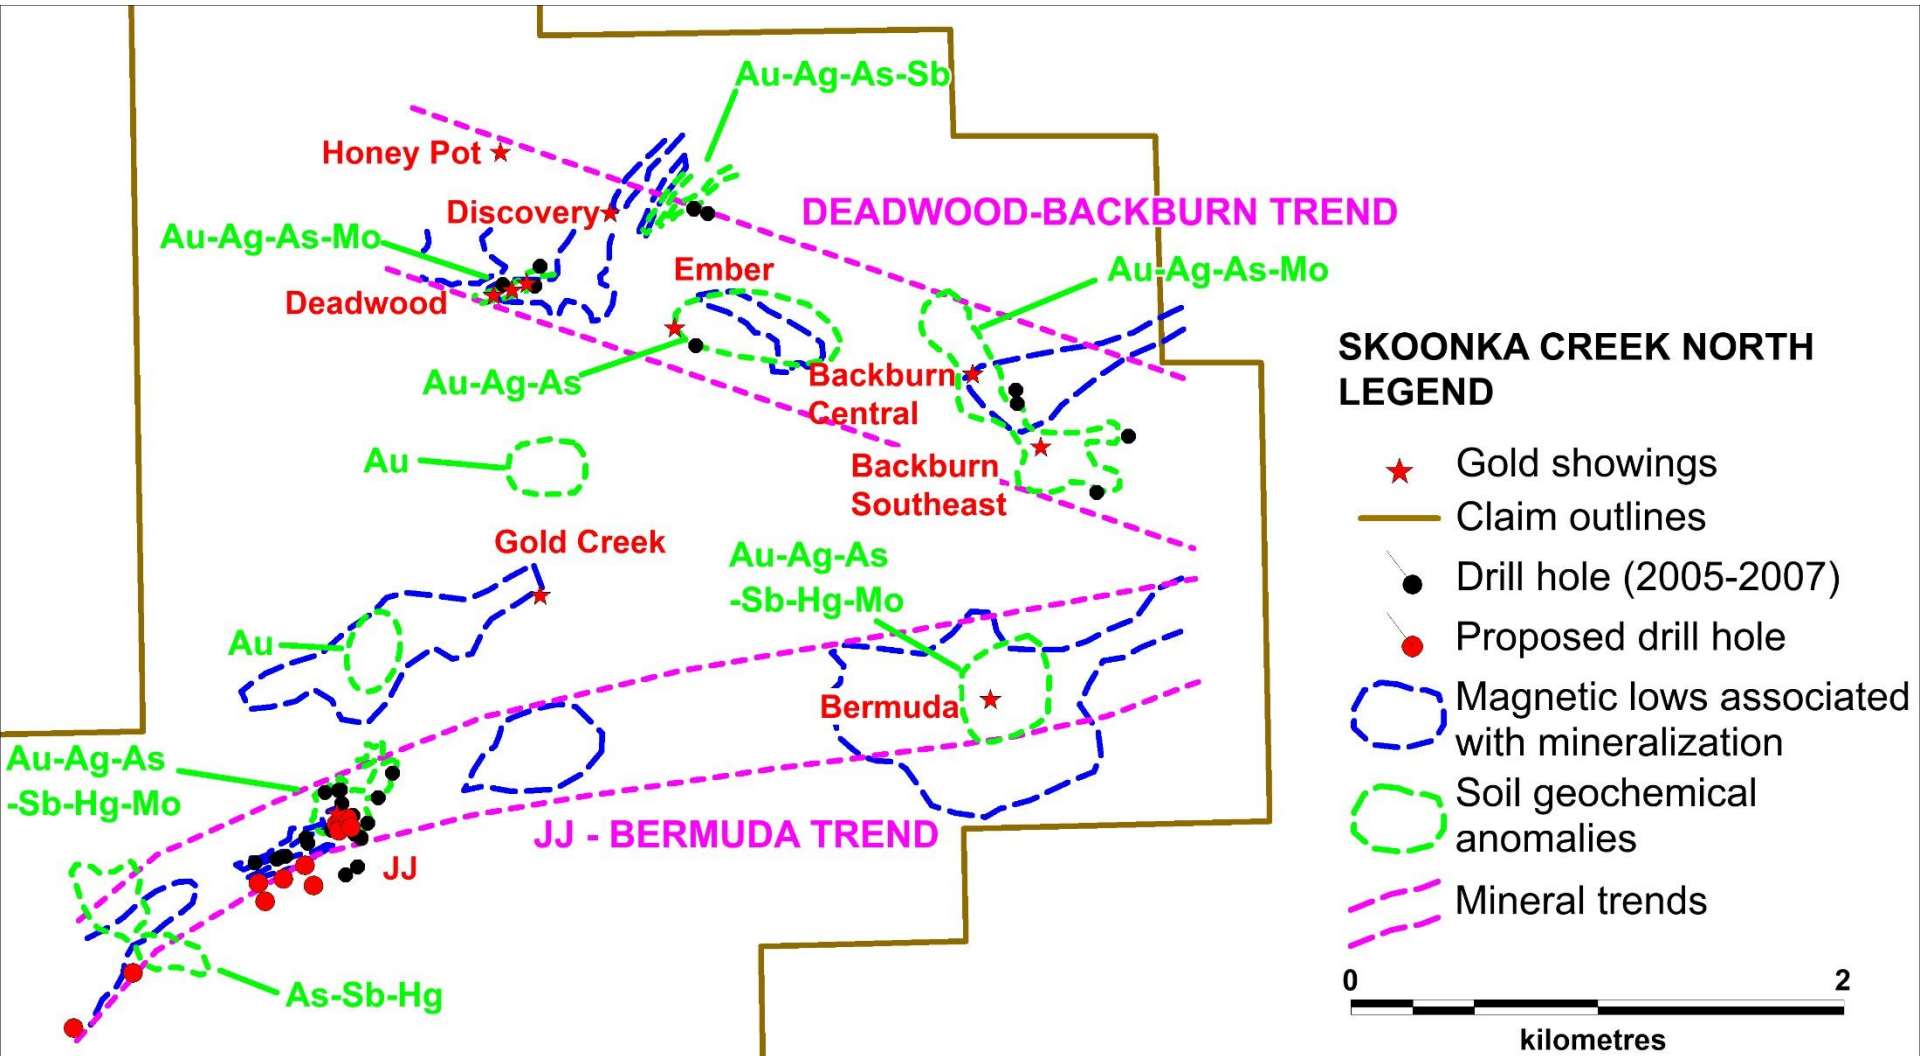 Au-Ag-As-Sb
Honey Pot
Discovery
DEADWOOD-BACKBURN TREND
Au-Ag-As-Mo
Ember
Au-Ag-As-Mo
Deadwood
Au-Ag-As
Backburn
Central
Au
Backburn
Southeast
Gold Creek
Au-Ag-As
-Sb-Hg-Mo
Au
Bermuda
Au-Ag-As
-Sb-Hg-Mo
JJ - BERMUDA TREND
JJ
As-Sb-Hg
SKOONKA CREEK NORTH
LEGEND
Gold showings
Claim outlines
Drill hole (2005-2007)
Proposed drill hole
Magnetic lows associated
with mineralization
Soil geochemical
anomalies
Mineral trends
0 2
kilometres